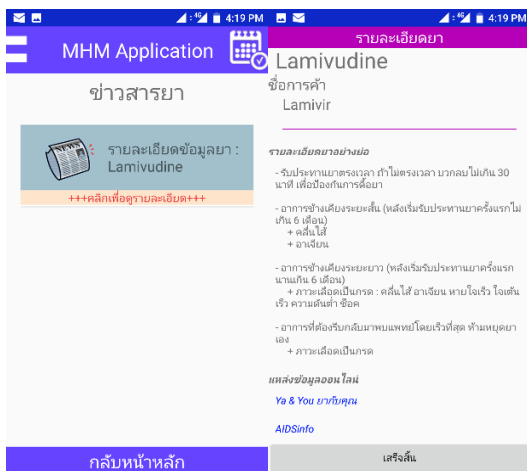 4G 4:19 PM
MHM Application
ข่าวสารยา
NEWS
รายละเอียดข้อมูลยา :
Lamivudine
+++คลิกเพื่อดูรายละเอียด+++
กลับหน้าหลัก
4G 4:19 PM
รายละเอียดยา
Lamivudine
ชื่อการค้า
Lamivir
รายละเอียดยาอย่างย่อ
- รับประทานยาตรงเวลา ถ้าไม่ตรงเวลา บวกลบไม่เกิน 30
นาที เพื่อป้องกันการดื้อยา
- อาการข้างเคียงระยะสั้น (หลังเริ่มรับประทานยาครั้งแรกไม่
เกิน 6 เดือน)
+ คลื่นไส้
+ อาเจียน
- อาการข้างเคียงระยะยาว (หลังเริ่มรับประทานยาครั้งแรก
นานเกิน 6 เดือน)
+ ภาวะเลือดเป็นกรด : คลื่นไส้ อาเจียน หายใจเร็ว ใจเต้น
เร็ว ความดันต่ำ ช็อค
- อาการที่ต้องรีบกลับมาพบแพทย์โดยเร็วที่สุด ห้ามหยุดยา
เอง
+ ภาวะเลือดเป็นกรด
แหล่งข้อมูลออนไลน์
Ya & You ยากับคุณ
AIDSinfo
เสร็จสิ้น